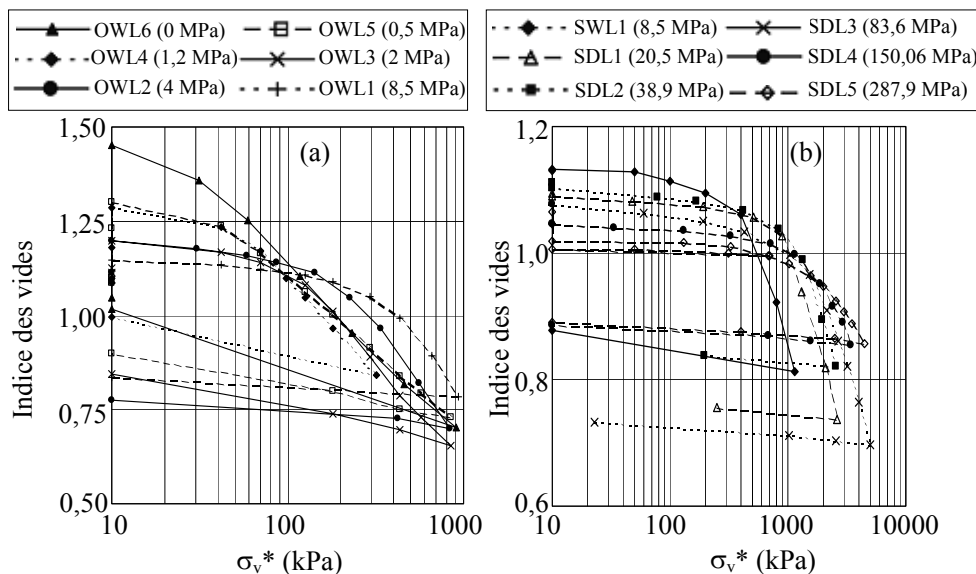 OWL6 (0 MPa) OWL5 (0,5 MPa)
OWL4 (1,2 MPa) OWL3 (2 MPa)
OWL2 (4 MPa) OWL1 (8,5 MPa)
SWL1 (8,5 MPa) SDL3 (83,6 MPa)
SDL1 (20,5 MPa) SDL4 (150,06 MPa)
SDL2 (38,9 MPa) SDL5 (287,9 MPa)
(a)
Indice des vides
1,50
1,25
1,00
0,75
0,50
10 100 1000
σv* (kPa)
(b)
Indice des vides
1,2
1,0
0,8
0,6
10 100 1000 10000
σv* (kPa)